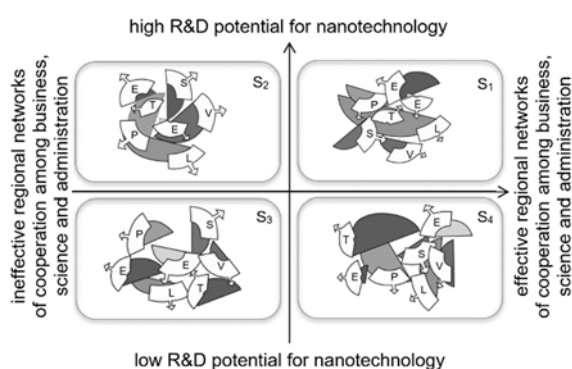 high R&D potential for nanotechnology
ineffective regional networks
of cooperation among business,
science and administration
S2
E
S
T
V
P
E
L
S1
E
P
E
T
S
L
V
S3
P
S
E
E
V
L
T
S4
T
E
S
V
E
P
L
effective regional networks
of cooperation among business,
science and administration
low R&D potential for nanotechnology